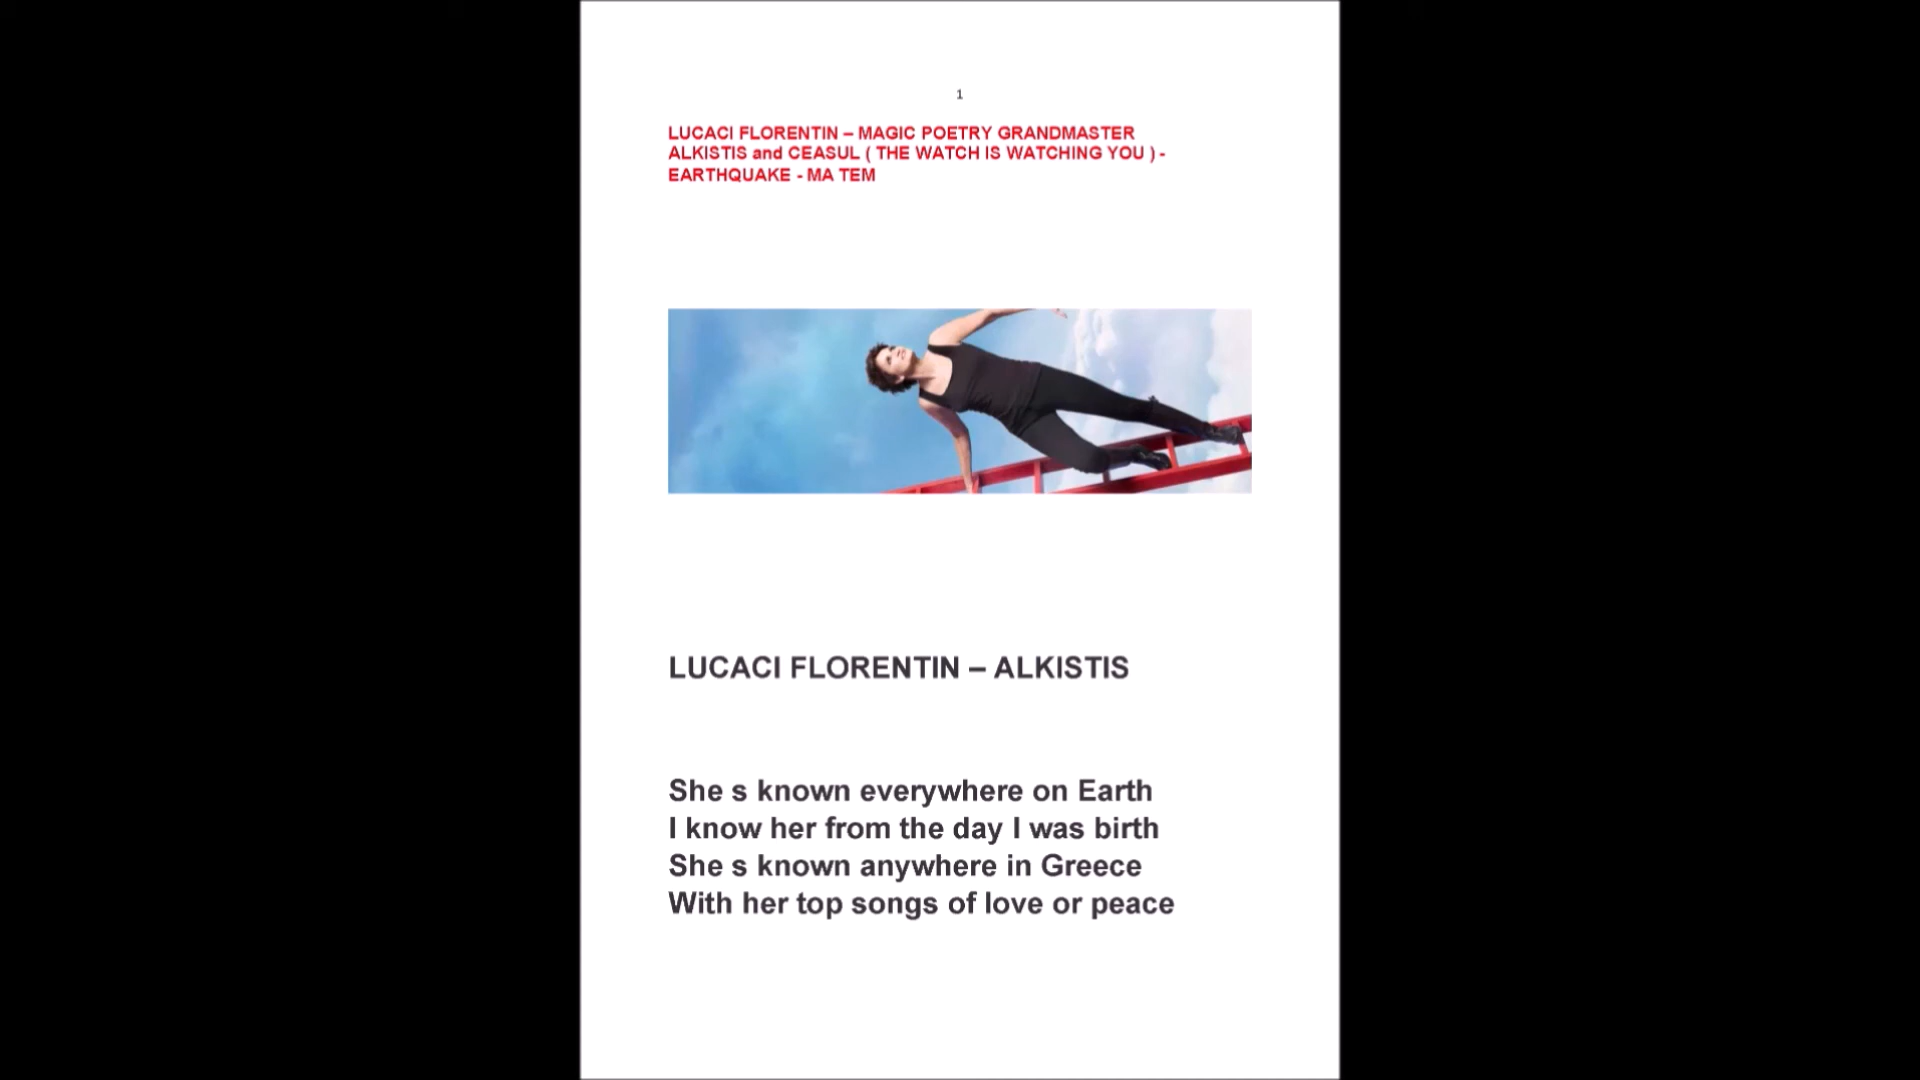 1
LUCACI FLORENTIN – MAGIC POETRY GRANDMASTER
ALKISTIS and CEASUL ( THE WATCH IS WATCHING YOU ) -
EARTHQUAKE - MA TEM
LUCACI FLORENTIN – ALKISTIS
She s known everywhere on Earth
I know her from the day I was birth
She s known anywhere in Greece
With her top songs of love or peace